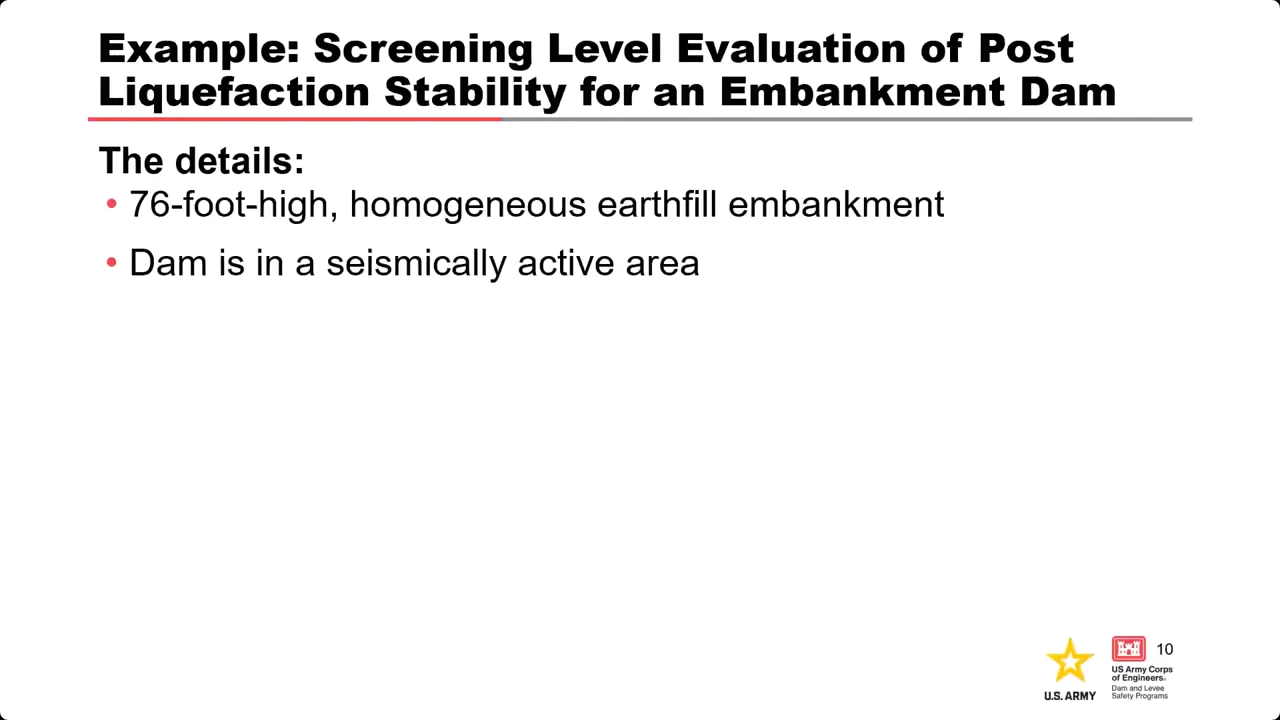 Example: Screening Level Evaluation of Post
Liquefaction Stability for an Embankment Dam
The details:
• 76-foot-high, homogeneous earthfill embankment
• Dam is in a seismically active area
10
U.S. ARMY
US Army Corps
of Engineers®
Dam and Levee
Safety Programs